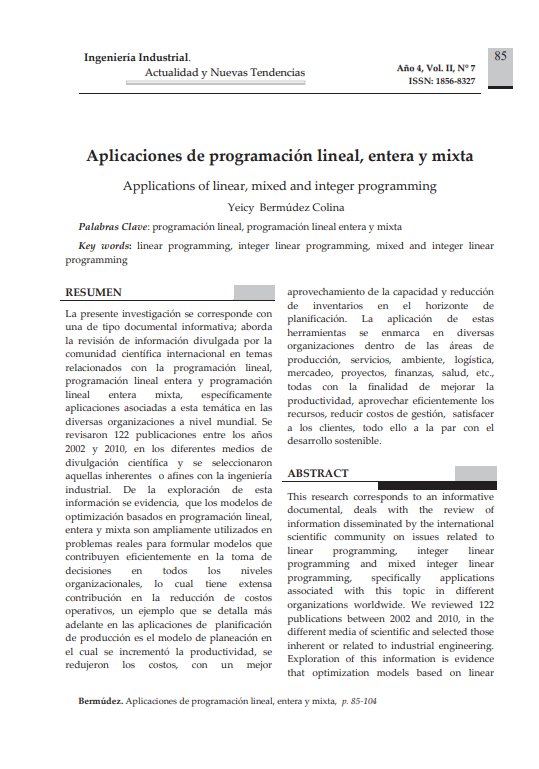 Ingeniería Industrial.
Actualidad y Nuevas Tendencias
Año 4, Vol. II, Nº 7
ISSN: 1856-8327
85
Aplicaciones de programación lineal, entera y mixta
Applications of linear, mixed and integer programming
Yeicy Bermúdez Colina
Palabras Clave: programación lineal, programación lineal entera y mixta
Key words: linear programming, integer linear programming, mixed and integer linear
programming
RESUMEN
La presente investigación se corresponde con
una de tipo documental informativa; aborda
la revisión de información divulgada por la
comunidad científica internacional en temas
relacionados con la programación lineal,
programación lineal entera y programación
lineal entera mixta, específicamente
aplicaciones asociadas a esta temática en las
diversas organizaciones a nivel mundial. Se
revisaron 122 publicaciones entre los años
2002 y 2010, en los diferentes medios de
divulgación científica y se seleccionaron
aquellas inherentes o afines con la ingeniería
industrial. De la exploración de esta
información se evidencia, que los modelos de
optimización basados en programación lineal,
entera y mixta son ampliamente utilizados en
problemas reales para formular modelos que
contribuyen eficientemente en la toma de
decisiones en todos los niveles
organizacionales, lo cual tiene extensa
contribución en la reducción de costos
operativos, un ejemplo que se detalla más
adelante en las aplicaciones de planificación
de producción es el modelo de planeación en
el cual se incrementó la productividad, se
redujeron los costos, con un mejor
aprovechamiento de la capacidad y reducción
de inventarios en el horizonte de
planificación. La aplicación de estas
herramientas se enmarca en diversas
organizaciones dentro de las áreas de
producción, servicios, ambiente, logística,
mercadeo, proyectos, finanzas, salud, etc.,
todas con la finalidad de mejorar la
productividad, aprovechar eficientemente los
recursos, reducir costos de gestión, satisfacer
a los clientes, todo ello a la par con el
desarrollo sostenible.
ABSTRACT
This research corresponds to an informative
documental, deals with the review of
information disseminated by the international
scientific community on issues related to
linear programming, integer linear
programming and mixed integer linear
programming, specifically applications
associated with this topic in different
organizations worldwide. We reviewed 122
publications between 2002 and 2010, in the
different media of scientific and selected those
inherent or related to industrial engineering.
Exploration of this information is evidence
that optimization models based on linear
Bermúdez. Aplicaciones de programación lineal, entera y mixta, p. 85-104